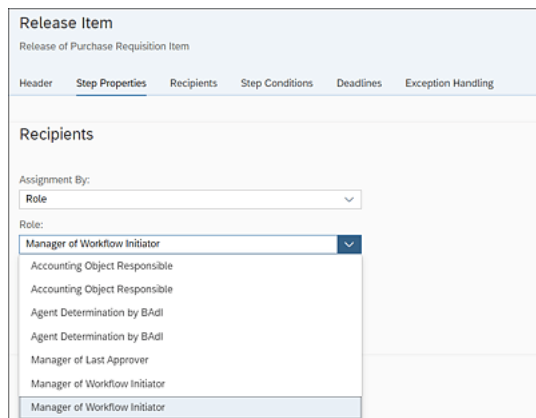 Release Item
Release of Purchase Requisition Item
Header Step Properties Recipients Step Conditions Deadlines Exception Handling
Recipients
Assignment By:
Role
Role:
Manager of Workflow Initiator
Accounting Object Responsible
Accounting Object Responsible
Agent Determination by BAdI
Agent Determination by BAdI
Manager of Last Approver
Manager of Workflow Initiator
Manager of Workflow Initiator